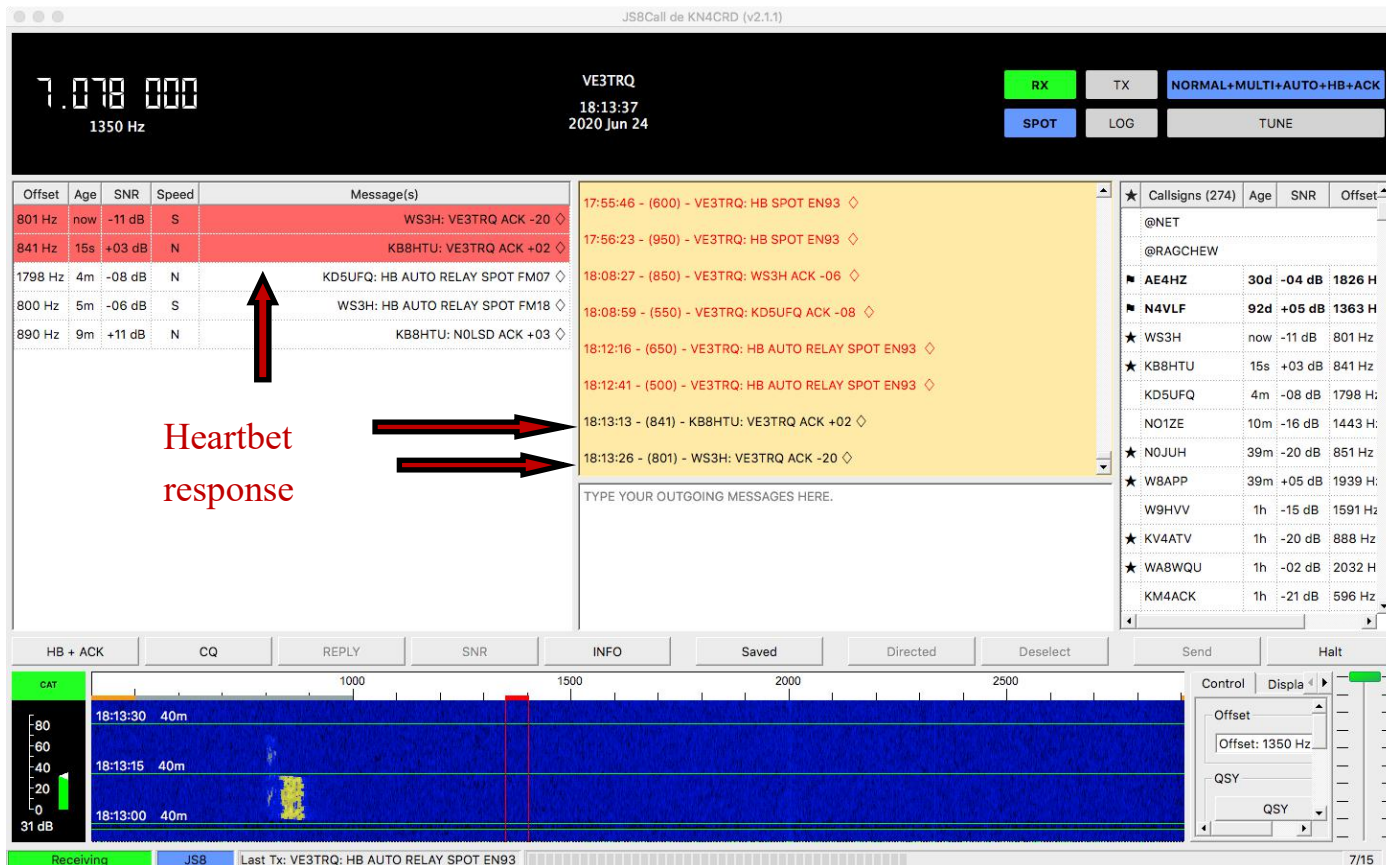 JS8Call de KN4CRD (v2.1.1)
7.078 000
1350 Hz
VE3TRQ
18:13:37
2020 Jun 24
RX TX NORMAL+MULTI+AUTO+HB+ACK
SPOT LOG TUNE
Offset Age SNR Speed Message(s)
801 Hz now -11 dB S WS3H: VE3TRQ ACK -20 ♢
841 Hz 15s +03 dB N KB8HTU: VE3TRQ ACK +02 ♢
1798 Hz 4m -08 dB N KD5UFQ: HB AUTO RELAY SPOT FM07 ♢
800 Hz 5m -06 dB S WS3H: HB AUTO RELAY SPOT FM18 ♢
890 Hz 9m +11 dB N KB8HTU: N0LSD ACK +03 ♢
Heartbet
response
17:55:46 - (600) - VE3TRQ: HB SPOT EN93 ♢
17:56:23 - (950) - VE3TRQ: HB SPOT EN93 ♢
18:08:27 - (850) - VE3TRQ: WS3H ACK -06 ♢
18:08:59 - (550) - VE3TRQ: KD5UFQ ACK -08 ♢
18:12:16 - (650) - VE3TRQ: HB AUTO RELAY SPOT EN93 ♢
18:12:41 - (500) - VE3TRQ: HB AUTO RELAY SPOT EN93 ♢
18:13:13 - (841) - KB8HTU: VE3TRQ ACK +02 ♢
18:13:26 - (801) - WS3H: VE3TRQ ACK -20 ♢
TYPE YOUR OUTGOING MESSAGES HERE.
★ Callsigns (274) Age SNR Offset
@NET
@RAGCHEW
AE4HZ 30d -04 dB 1826 H
N4VLF 92d +05 dB 1363 H
★ WS3H now -11 dB 801 Hz
★ KB8HTU 15s +03 dB 841 Hz
KD5UFQ 4m -08 dB 1798 Hz
NO1ZE 10m -16 dB 1443 H
★ N0JUH 39m -20 dB 851 Hz
★ W8APP 39m +05 dB 1939 H
W9HVV 1h -15 dB 1591 Hz
★ KV4ATV 1h -20 dB 888 Hz
★ WA8WQU 1h -02 dB 2032 H
KM4ACK 1h -21 dB 596 Hz
HB + ACK CQ REPLY SNR INFO Saved Directed Deselect Send Halt
CAT
80
60
40
20
0
31 dB
1000 1500 2000 2500
18:13:30 40m
18:13:15 40m
18:13:00 40m
Control Displa
Offset
Offset: 1350 Hz
QSY
QSY
Receiving JS8 Last Tx: VE3TRQ: HB AUTO RELAY SPOT EN93 7/15